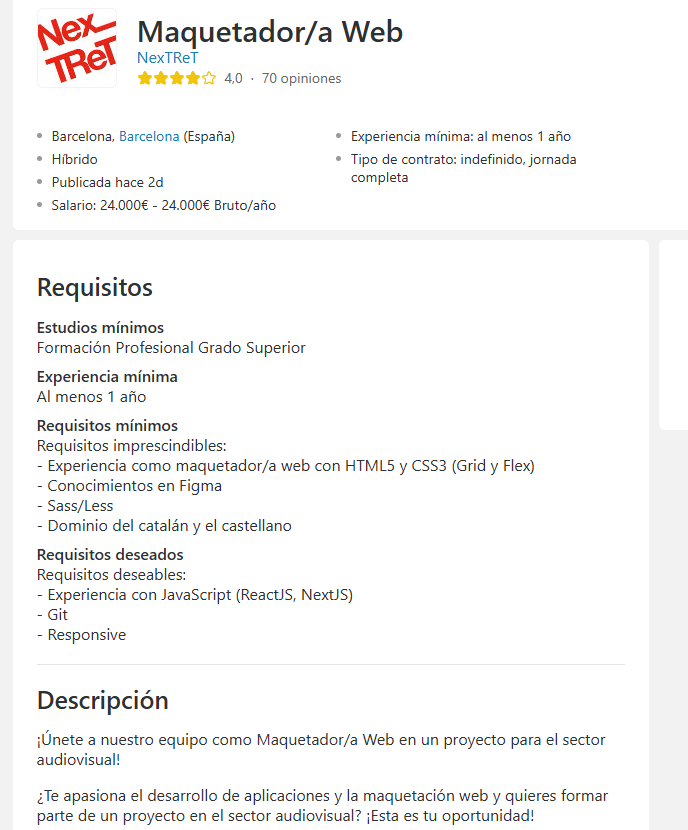 Nex
TReT
Maquetador/a Web
NexTReT
4,0 · 70 opiniones
Barcelona, Barcelona (España)
Híbrido
Publicada hace 2d
Salario: 24.000€ - 24.000€ Bruto/año
Experiencia mínima: al menos 1 año
Tipo de contrato: indefinido, jornada
completa
Requisitos
Estudios mínimos
Formación Profesional Grado Superior
Experiencia mínima
Al menos 1 año
Requisitos mínimos
Requisitos imprescindibles:
- Experiencia como maquetador/a web con HTML5 y CSS3 (Grid y Flex)
- Conocimientos en Figma
- Sass/Less
- Dominio del catalán y el castellano
Requisitos deseados
Requisitos deseables:
- Experiencia con JavaScript (ReactJS, NextJS)
- Git
- Responsive
Descripción
¡Únete a nuestro equipo como Maquetador/a Web en un proyecto para el sector
audiovisual!
¿Te apasiona el desarrollo de aplicaciones y la maquetación web y quieres formar
parte de un proyecto en el sector audiovisual? ¡Esta es tu oportunidad!